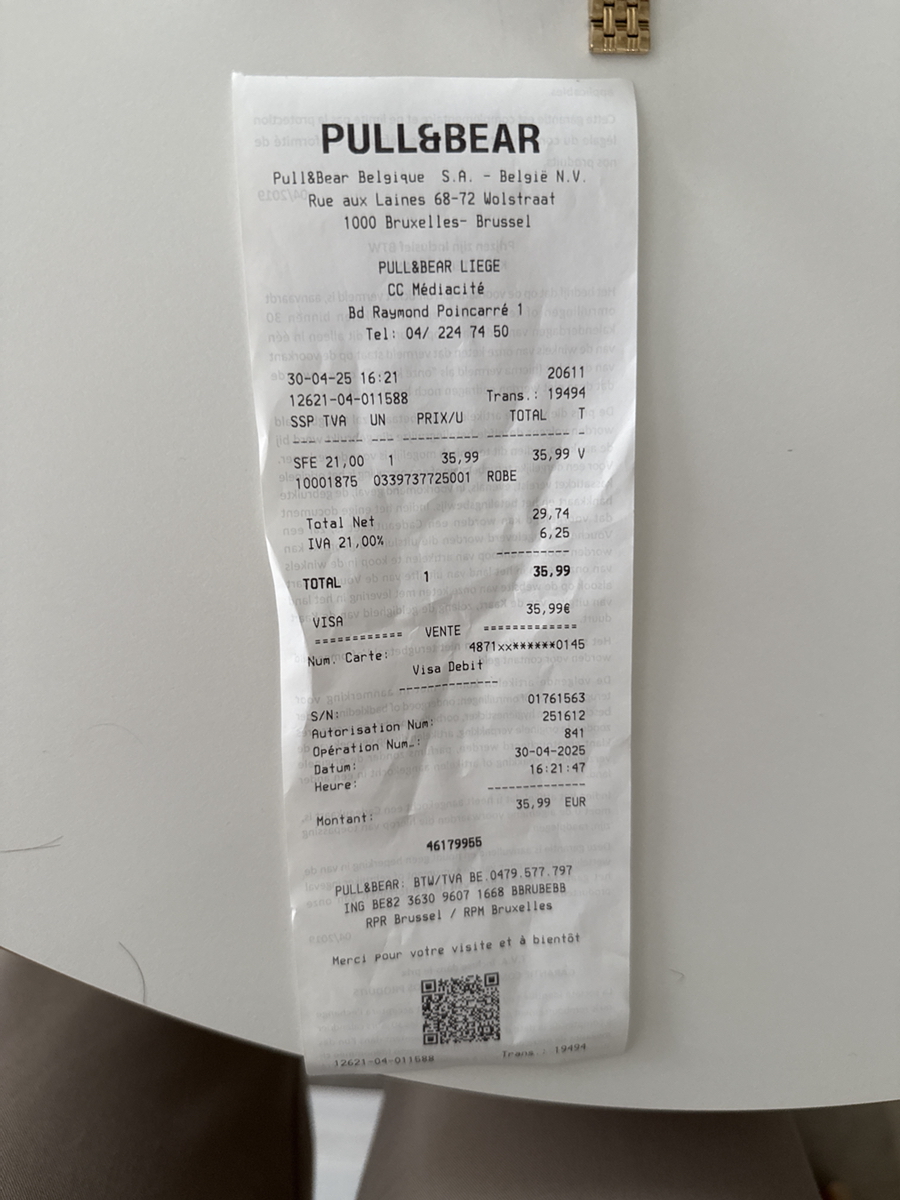 PULL&BEAR
Pull&Bear Belgique S.A. - België N.V.
Rue aux Laines 68-72 Wolstraat
1000 Bruxelles- Brussel
PULL&BEAR LIEGE
CC Médiacité
Bd Raymond Poincarré 1
Tel: 04/ 224 74 50
30-04-25 16:21 20611
12621-04-011588 Trans.: 19494
SSP TVA UN PRIX/U TOTAL T
--- ----- --- ---------- ----------- -
SFE 21,00 1 35,99 35,99 V
10001875 0339737725001 ROBE
Total Net 29,74
IVA 21,00% 6,25
----------
TOTAL 1 35,99
VISA 35,99€
============ VENTE =============
Num. Carte: 4871xx******0145
Visa Debit
--------------
S/N: 01761563
Autorisation Num: 251612
Opération Num.: 841
Datum: 30-04-2025
Heure: 16:21:47
--------------
Montant: 35,99 EUR
46179955
PULL&BEAR: BTW/TVA BE.0479.577.797
ING BE82 3630 9607 1668 BBRUBEBB
RPR Brussel / RPM Bruxelles
Merci pour votre visite et à bientôt
12621-04-011588 Trans.: 19494